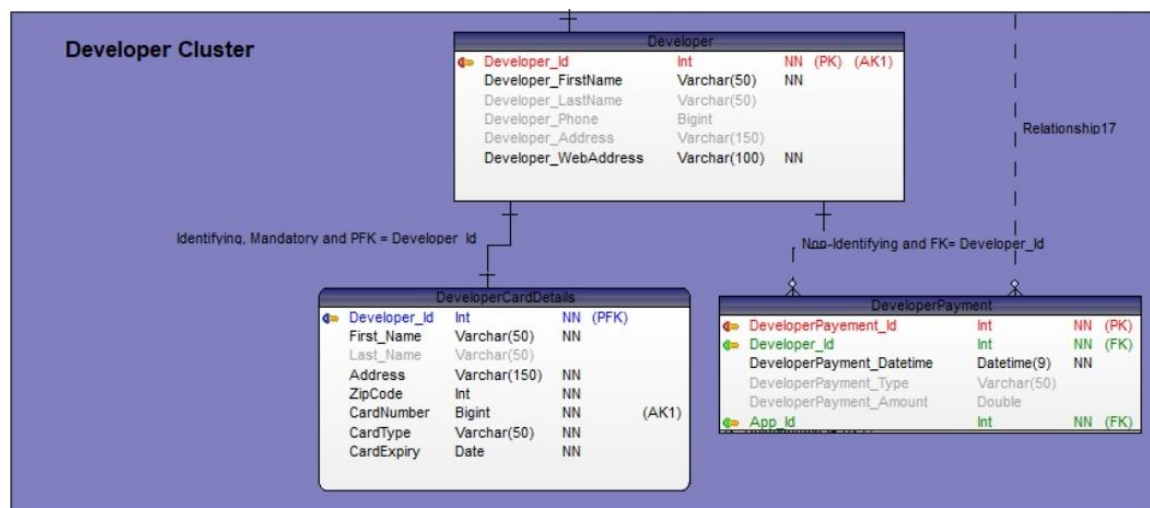 Developer Cluster
Developer
Developer_Id Int NN (PK) (AK1)
Developer_FirstName Varchar(50) NN
Developer_LastName Varchar(50)
Developer_Phone Bigint
Developer_Address Varchar(150)
Developer_WebAddress Varchar(100) NN
Relationship17
Identifying, Mandatory and PFK = Developer_Id
Non-Identifying and FK= Developer_Id
DeveloperCardDetails
Developer_Id Int NN (PFK)
First_Name Varchar(50) NN
Last_Name Varchar(50)
Address Varchar(150) NN
ZipCode Int NN
CardNumber Bigint NN (AK1)
CardType Varchar(50) NN
CardExpiry Date NN
DeveloperPayment
DeveloperPayement_Id Int NN (PK)
Developer_Id Int NN (FK)
DeveloperPayment_Datetime Datetime(9) NN
DeveloperPayment_Type Varchar(50)
DeveloperPayment_Amount Double
App_Id Int NN (FK)